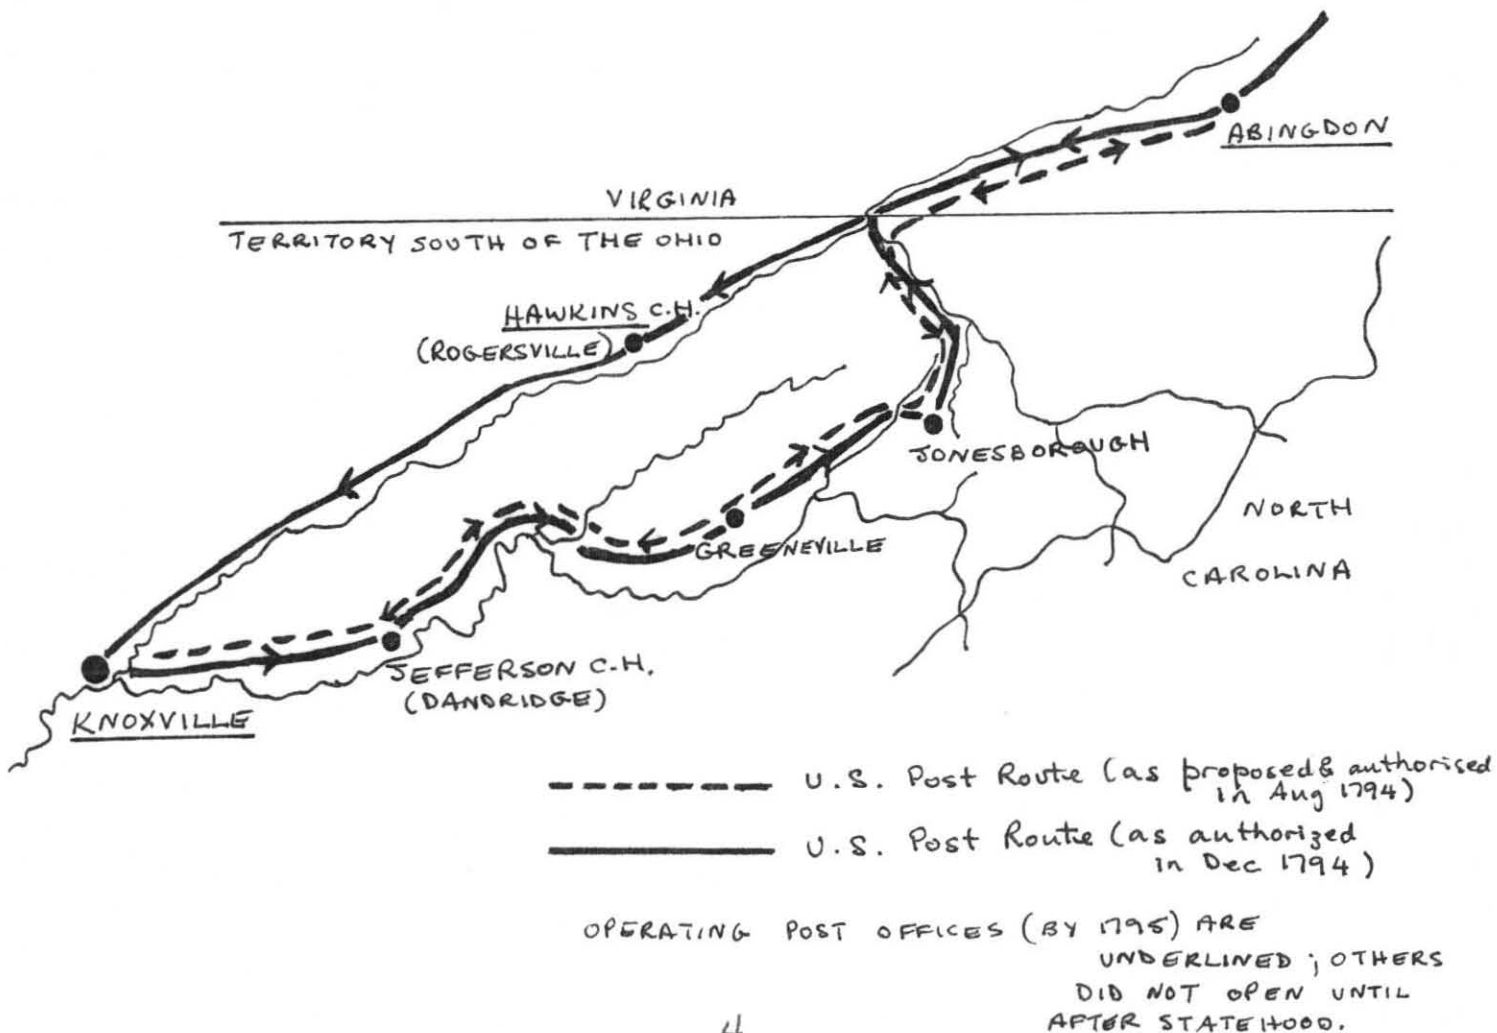 ABINGDON
VIRGINIA
TERRITORY SOUTH OF THE OHIO
HAWKINS C.H.
(ROGERSVILLE)
JONESBOROUGH
NORTH
CAROLINA
GREENEVILLE
JEFFERSON C.H.
(DANDRIDGE)
KNOXVILLE
U.S. Post Route (as proposed & authorised
in Aug 1794)
U.S. Post Route (as authorized
in Dec 1794)
OPERATING POST OFFICES (BY 1795) ARE
UNDERLINED; OTHERS
DID NOT OPEN UNTIL
AFTER STATEHOOD.
4